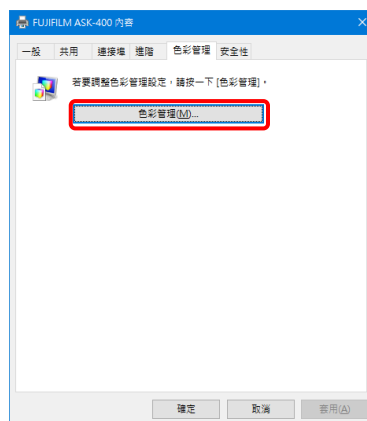 FUJIFILM ASK-400 內容
一般 共用 連接埠 進階 色彩管理 安全性
若要調整色彩管理設定，請按一下 [色彩管理]。
色彩管理(M)...
確定 取消 套用(A)